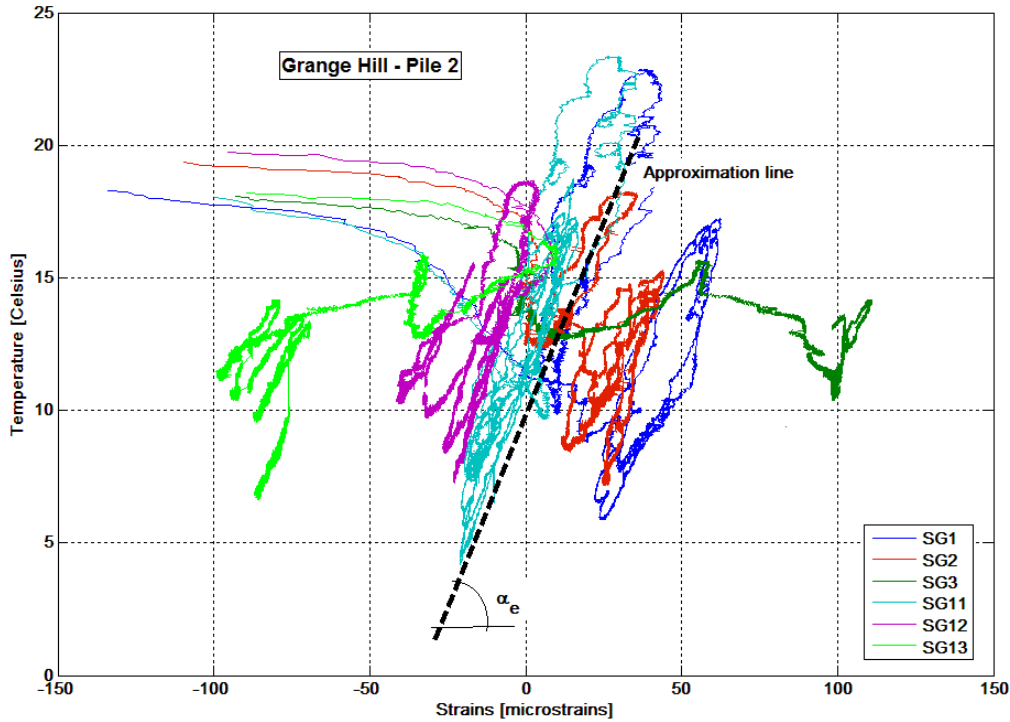 25
20
15
10
5
0
Temperature [Celsius]
Grange Hill - Pile 2
Approximation line
αe
SG1
SG2
SG3
SG11
SG12
SG13
-150 -100 -50 0 50 100 150
Strains [microstrains]